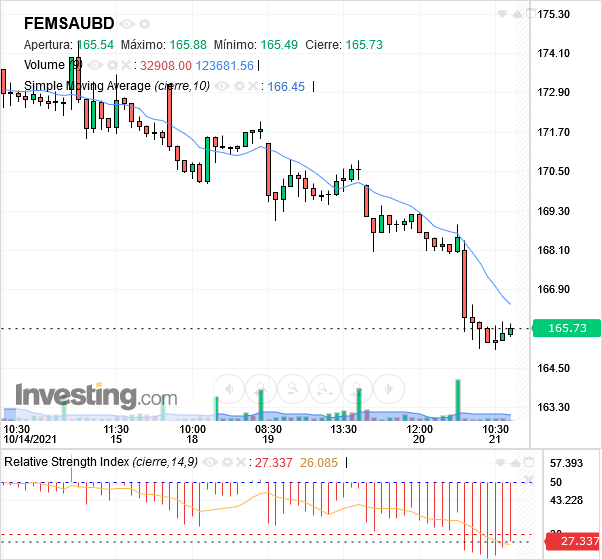 FEMSAUBD
Apertura: 165.54 Máximo: 165.88 Mínimo: 165.49 Cierre: 165.73
Volume (9) : 32908.00 123681.56
Simple Moving Average (cierre,10) : 166.45
175.30
174.10
172.90
171.70
170.50
169.30
168.10
166.90
165.73
164.50
163.30
Investing.com
10:30 11:30 10:00 08:30 13:30 12:00 10:30
10/14/2021 15 18 19 20 21
Relative Strength Index (cierre,14,9) : 27.337 26.085
57.393
50
43.228
27.337